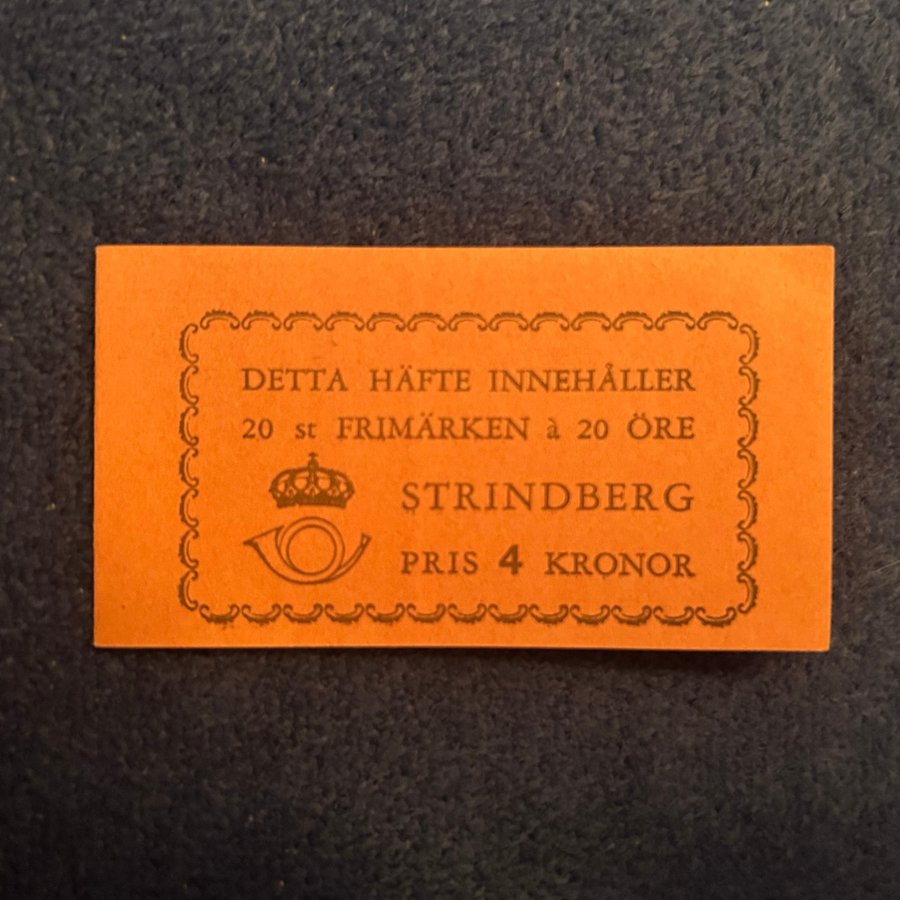 DETTA HÄFTE INNEHÅLLER
20 st FRIMÄRKEN à 20 ÖRE
STRINDBERG
PRIS 4 KRONOR